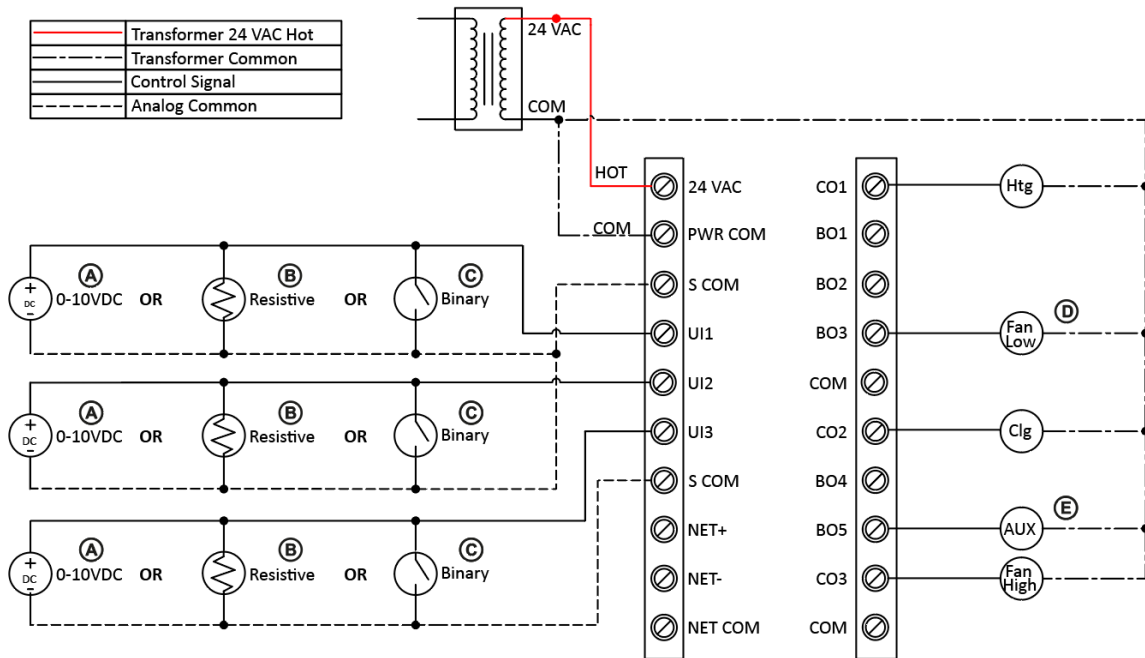 Transformer 24 VAC Hot
Transformer Common
Control Signal
Analog Common
24 VAC
COM
HOT
COM
24 VAC
PWR COM
S COM
UI1
UI2
UI3
S COM
NET+
NET-
NET COM
CO1
BO1
BO2
BO3
COM
CO2
BO4
BO5
CO3
COM
Htg
Fan
Low
D
Clg
AUX
E
Fan
High
+
DC
-
A
0-10VDC OR
B
Resistive OR
C
Binary
+
DC
-
A
0-10VDC OR
B
Resistive OR
C
Binary
+
DC
-
A
0-10VDC OR
B
Resistive OR
C
Binary